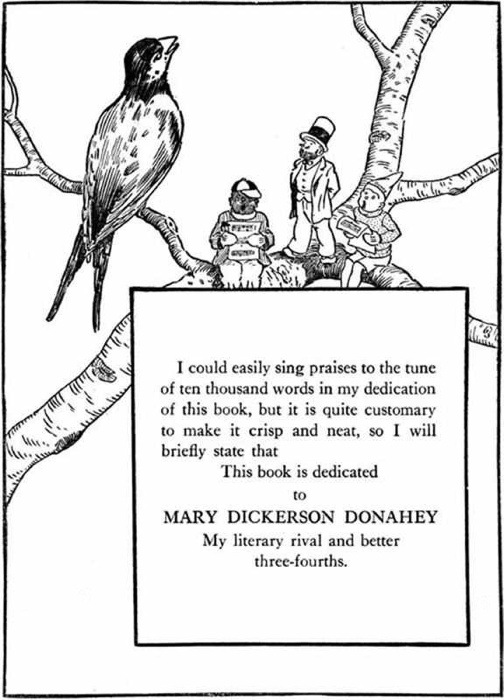 I could easily sing praises to the tune
of ten thousand words in my dedication
of this book, but it is quite customary
to make it crisp and neat, so I will
briefly state that
This book is dedicated
to
MARY DICKERSON DONAHEY
My literary rival and better
three-fourths.